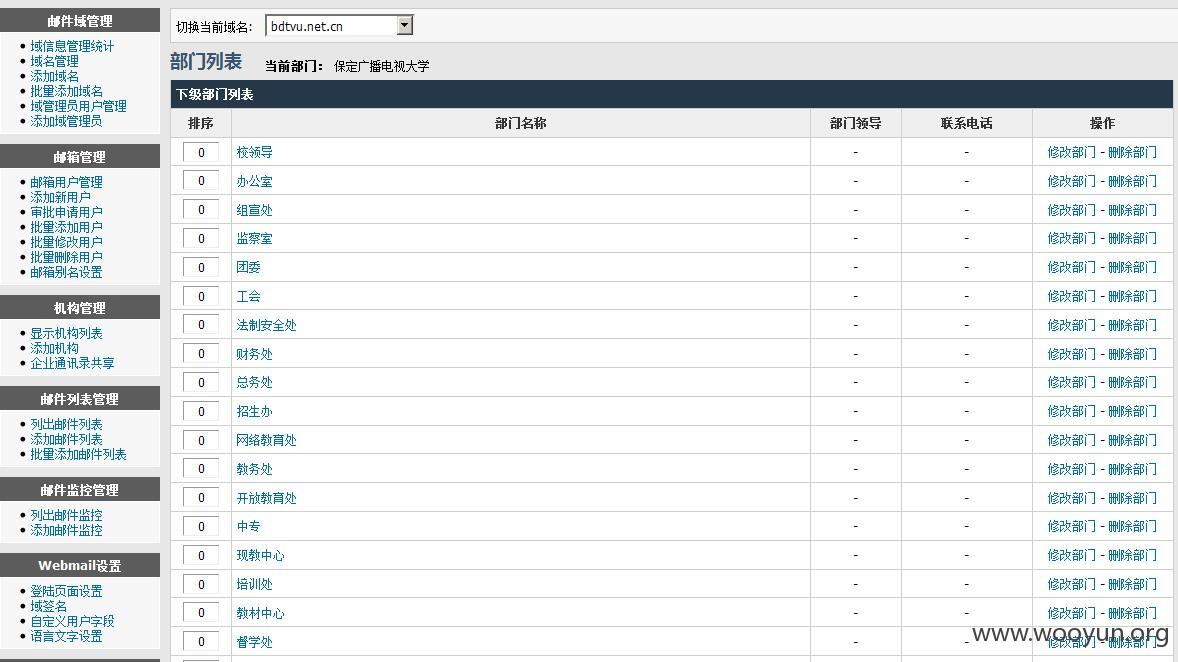 邮件域管理
域信息管理统计
域名管理
添加域名
批量添加域名
域管理员用户管理
添加域管理员
邮箱管理
邮箱用户管理
添加新用户
审批申请用户
批量添加用户
批量修改用户
批量删除用户
邮箱别名设置
机构管理
显示机构列表
添加机构
企业通讯录共享
邮件列表管理
列出邮件列表
添加邮件列表
批量添加邮件列表
邮件监控管理
列出邮件监控
添加邮件监控
Webmail设置
登陆页面设置
域签名
自定义用户字段
语言文字设置
切换当前域名: bdtvu.net.cn
部门列表 当前部门： 保定广播电视大学
下级部门列表
排序 部门名称 部门领导 联系电话 操作
0 校领导 - - 修改部门 - 删除部门
0 办公室 - - 修改部门 - 删除部门
0 组宣处 - - 修改部门 - 删除部门
0 监察室 - - 修改部门 - 删除部门
0 团委 - - 修改部门 - 删除部门
0 工会 - - 修改部门 - 删除部门
0 法制安全处 - - 修改部门 - 删除部门
0 财务处 - - 修改部门 - 删除部门
0 总务处 - - 修改部门 - 删除部门
0 招生办 - - 修改部门 - 删除部门
0 网络教育处 - - 修改部门 - 删除部门
0 教务处 - - 修改部门 - 删除部门
0 开放教育处 - - 修改部门 - 删除部门
0 中专 - - 修改部门 - 删除部门
0 现教中心 - - 修改部门 - 删除部门
0 培训处 - - 修改部门 - 删除部门
0 教材中心 - - 修改部门 - 删除部门
0 督学处 - - 修改部门 - 删除部门
www.wooyun.org